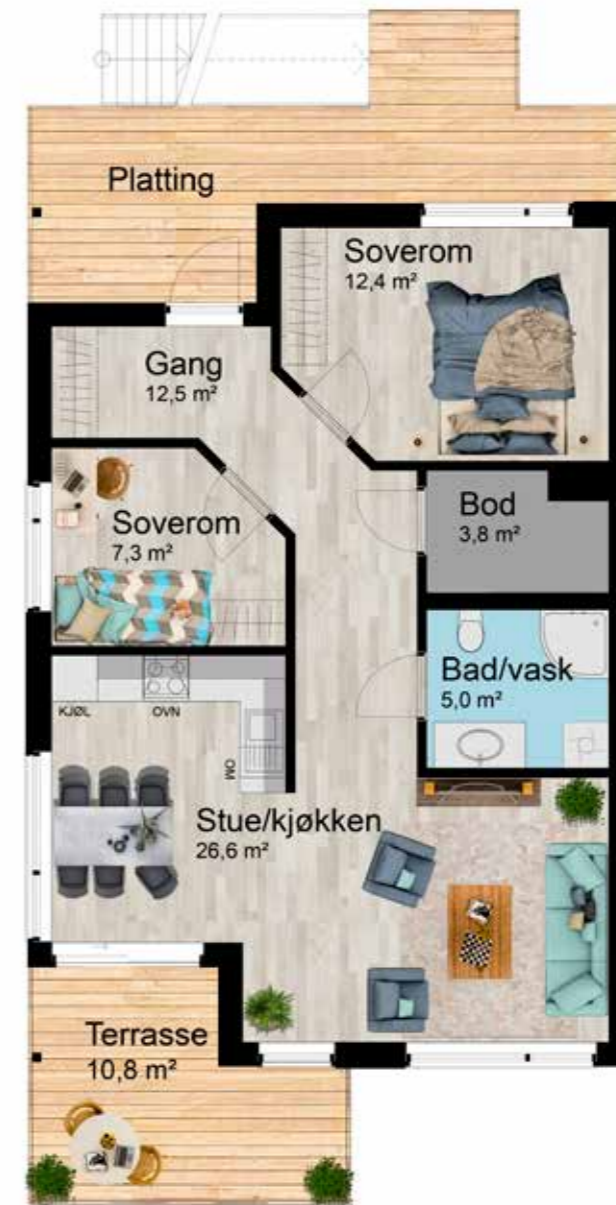 Platting
Soverom
12,4 m²
Gang
12,5 m²
Bod
3,8 m²
Soverom
7,3 m²
Bad/vask
5,0 m²
KJØL
OVN
OM
Stue/kjøkken
26,6 m²
Terrasse
10,8 m²